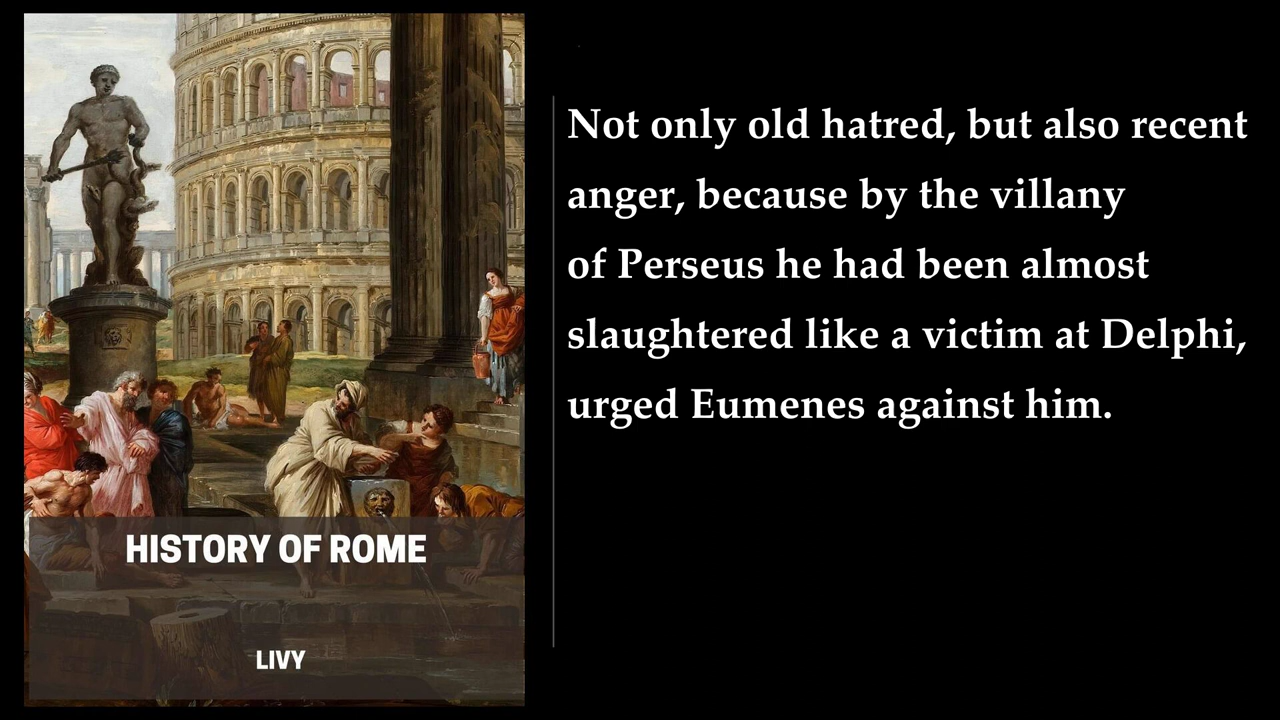 HISTORY OF ROME
LIVY
Not only old hatred, but also recent
anger, because by the villany
of Perseus he had been almost
slaughtered like a victim at Delphi,
urged Eumenes against him.